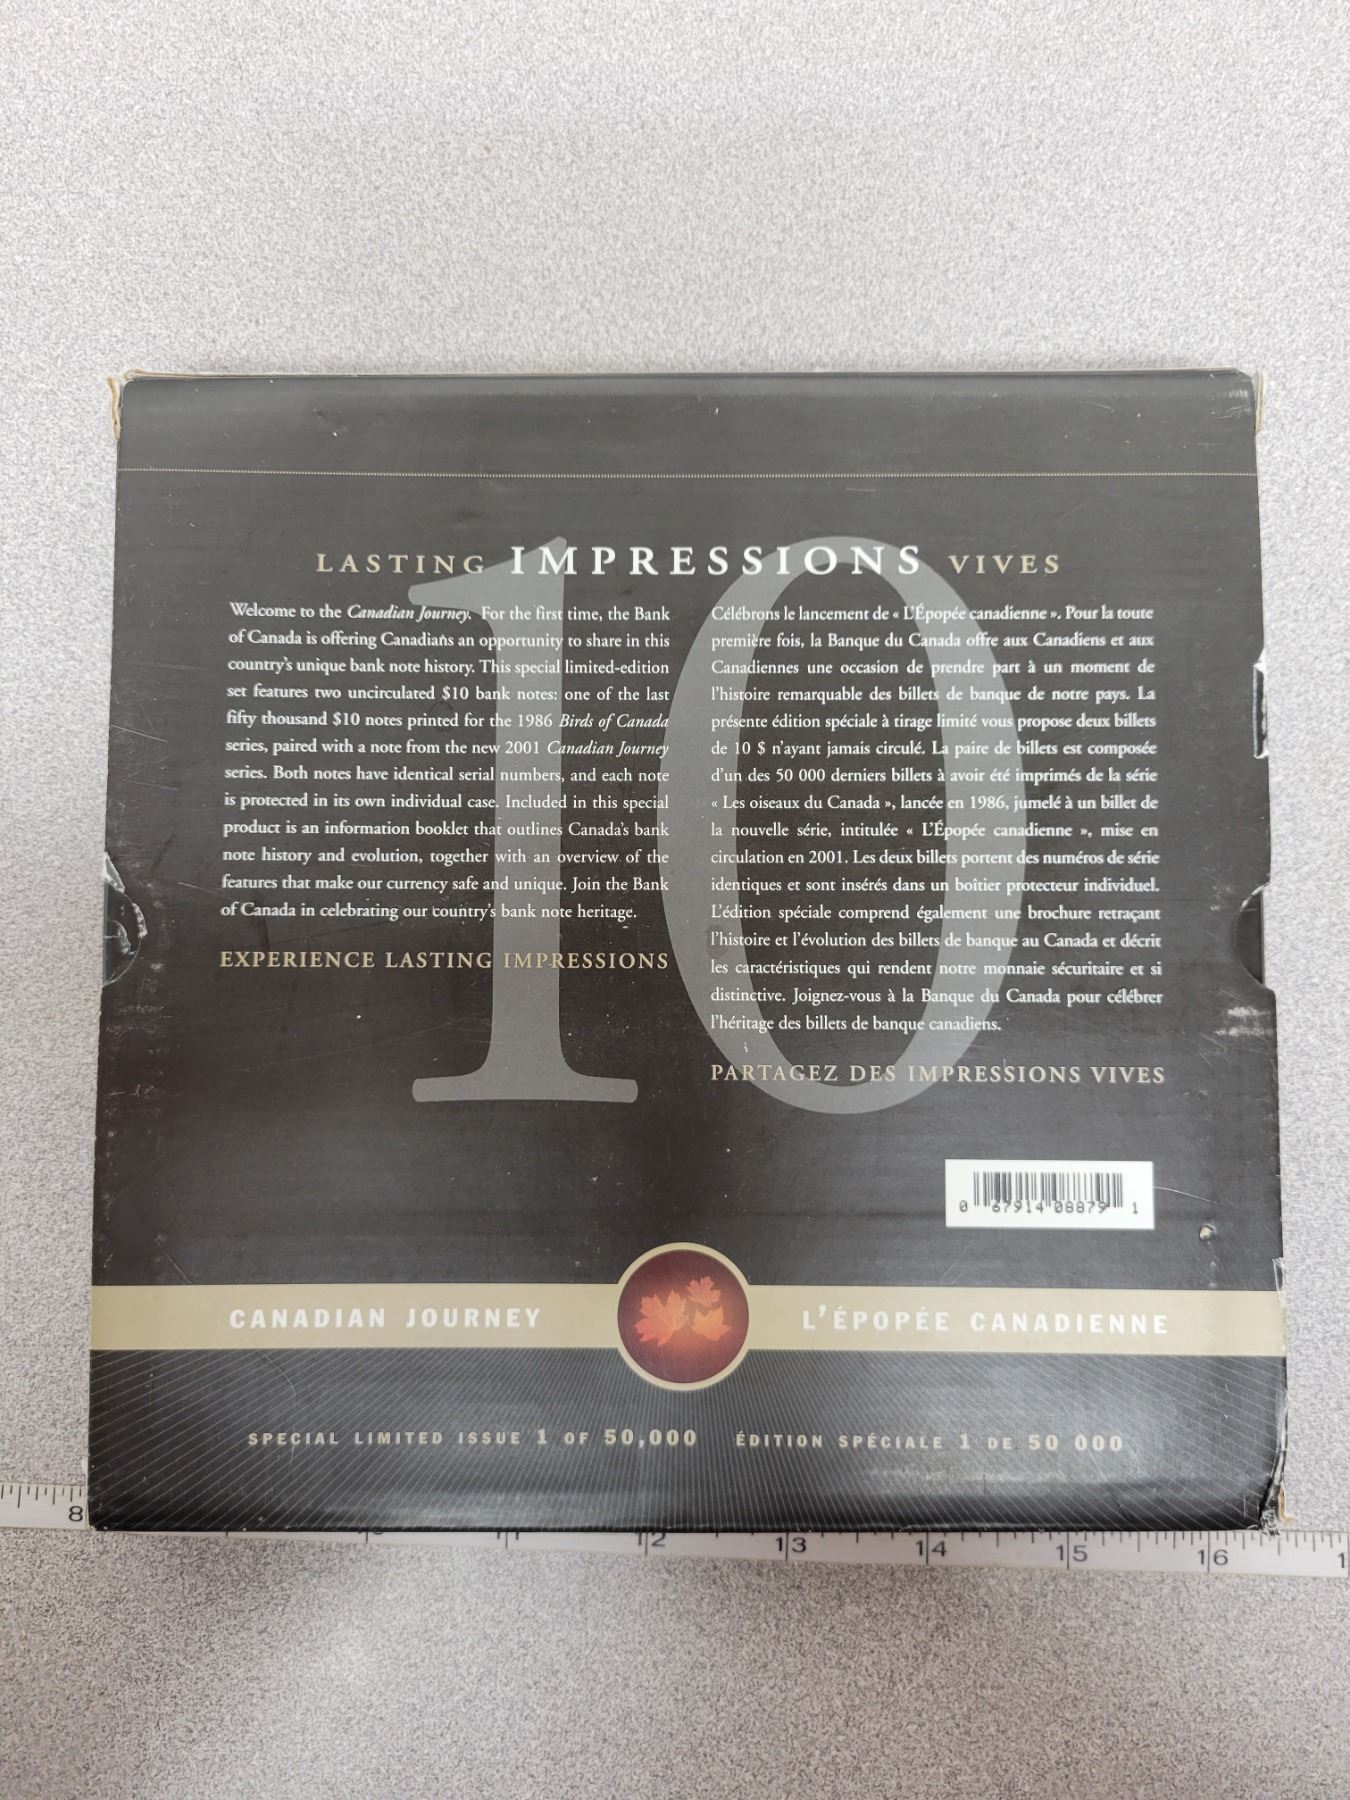 LASTING IMPRESSIONS VIVES
Welcome to the Canadian Journey. For the first time, the Bank
of Canada is offering Canadians an opportunity to share in this
country's unique bank note history. This special limited-edition
set features two uncirculated $10 bank notes: one of the last
fifty thousand $10 notes printed for the 1986 Birds of Canada
series, paired with a note from the new 2001 Canadian Journey
series. Both notes have identical serial numbers, and each note
is protected in its own individual case. Included in this special
product is an information booklet that outlines Canada's bank
note history and evolution, together with an overview of the
features that make our currency safe and unique. Join the Bank
of Canada in celebrating our country's bank note heritage.
EXPERIENCE LASTING IMPRESSIONS
Célébrons le lancement de « L'Épopée canadienne ». Pour la toute
première fois, la Banque du Canada offre aux Canadiens et aux
Canadiennes une occasion de prendre part à un moment de
l'histoire remarquable des billets de banque de notre pays. La
présente édition spéciale à tirage limité vous propose deux billets
de 10 $ n'ayant jamais circulé. La paire de billets est composée
d'un des 50 000 derniers billets à avoir été imprimés de la série
« Les oiseaux du Canada », lancée en 1986, jumelé à un billet de
la nouvelle série, intitulée « L'Épopée canadienne », mise en
circulation en 2001. Les deux billets portent des numéros de série
identiques et sont insérés dans un boîtier protecteur individuel.
L'édition spéciale comprend également une brochure retraçant
l'histoire et l'évolution des billets de banque au Canada et décrit
les caractéristiques qui rendent notre monnaie sécuritaire et si
distinctive. Joignez-vous à la Banque du Canada pour célébrer
l'héritage des billets de banque canadiens.
PARTAGEZ DES IMPRESSIONS VIVES
10
0 67914 08879 1
CANADIAN JOURNEY
L'ÉPOPÉE CANADIENNE
SPECIAL LIMITED ISSUE 1 OF 50,000
ÉDITION SPÉCIALE 1 DE 50 000
8
12 13 14 15 16